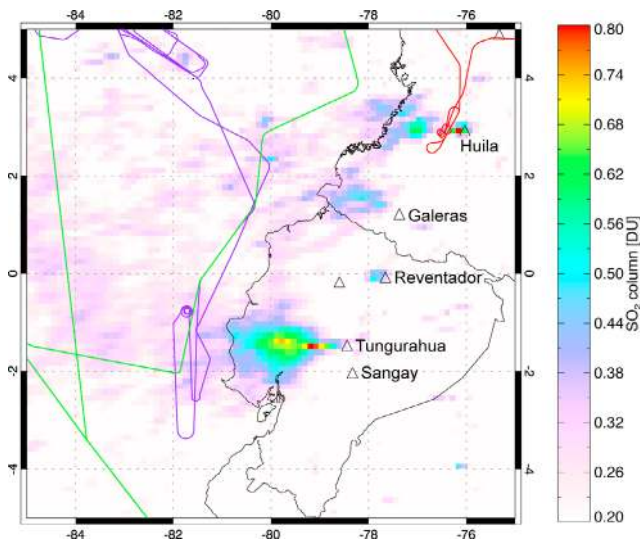 -84 -82 -80 -78 -76
0.80
0.74
0.68
0.62
0.56
0.50
0.44
0.38
0.32
0.26
0.20
SO2 column [DU]
4
2
0
-2
-4
4
2
0
-2
-4
Huila
Galeras
Reventador
Tungurahua
Sangay
-84 -82 -80 -78 -76